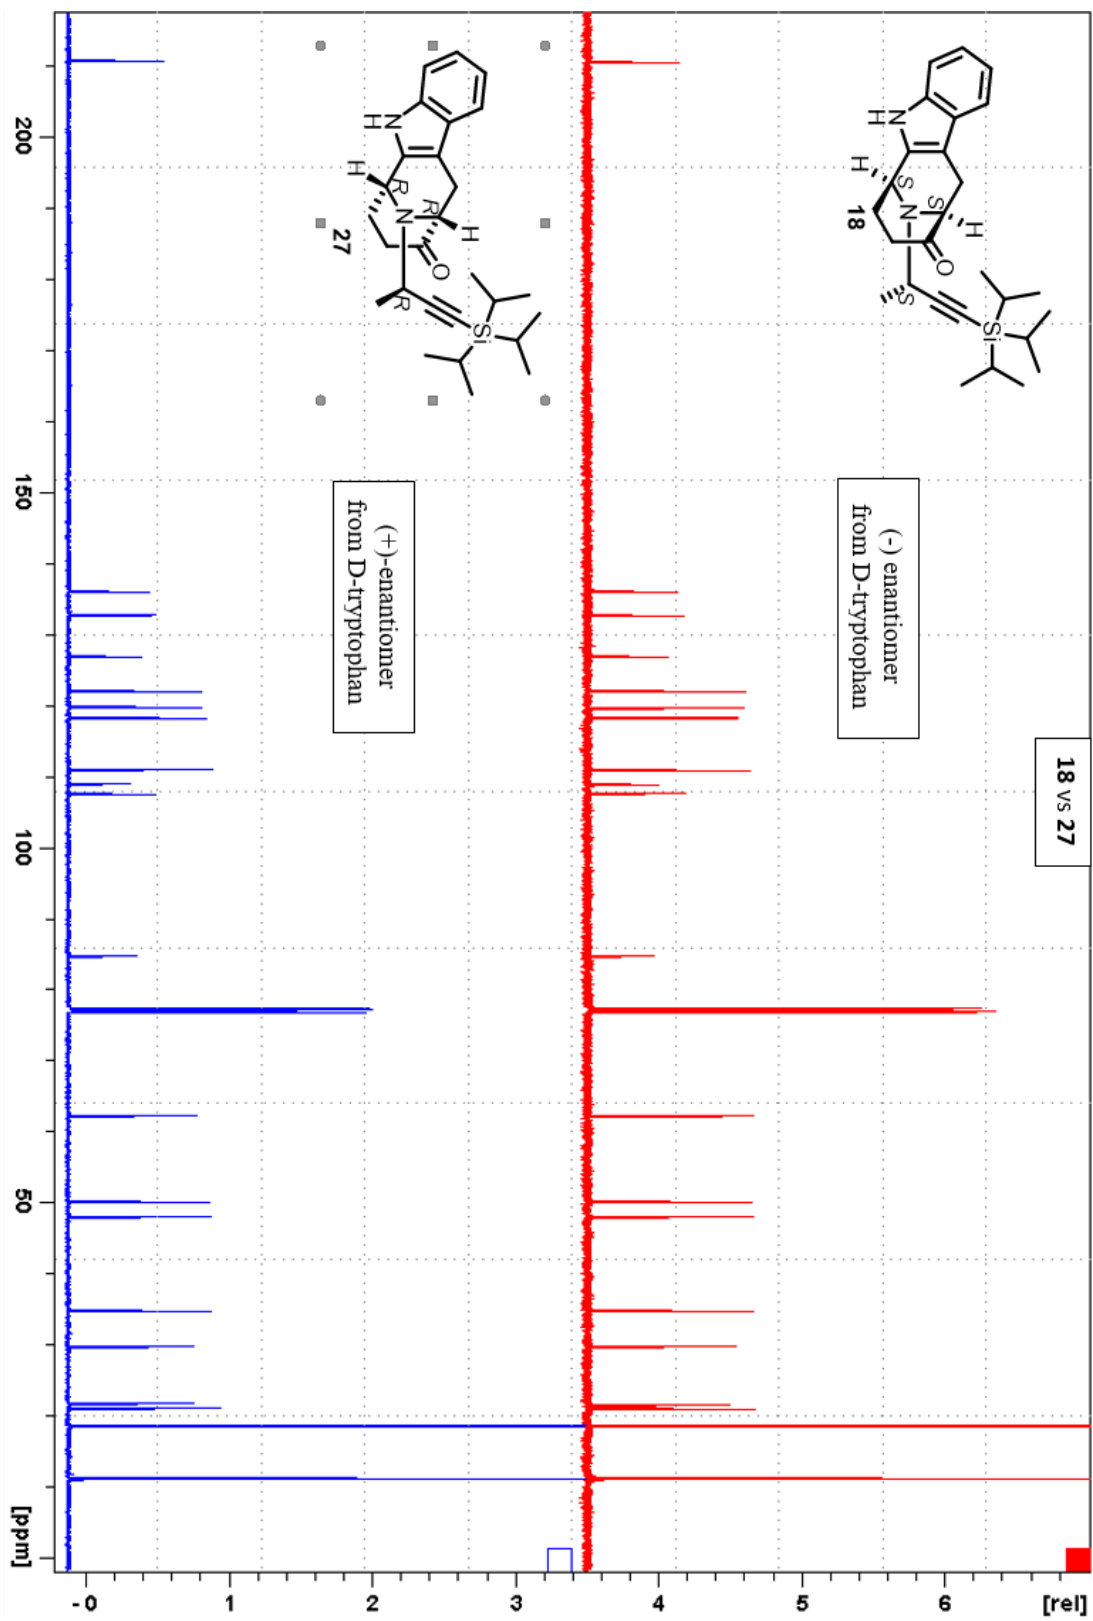 18 vs 27
(-) enantiomer
from D-tryptophan
(+)-enantiomer
from D-tryptophan
N
H
H
S
N
S
H
18
O
S
Si
N
H
H
R
N
R
H
27
O
R
Si
200
150
100
50
[ppm]
- 0
1
2
3
4
5
6
[rel]